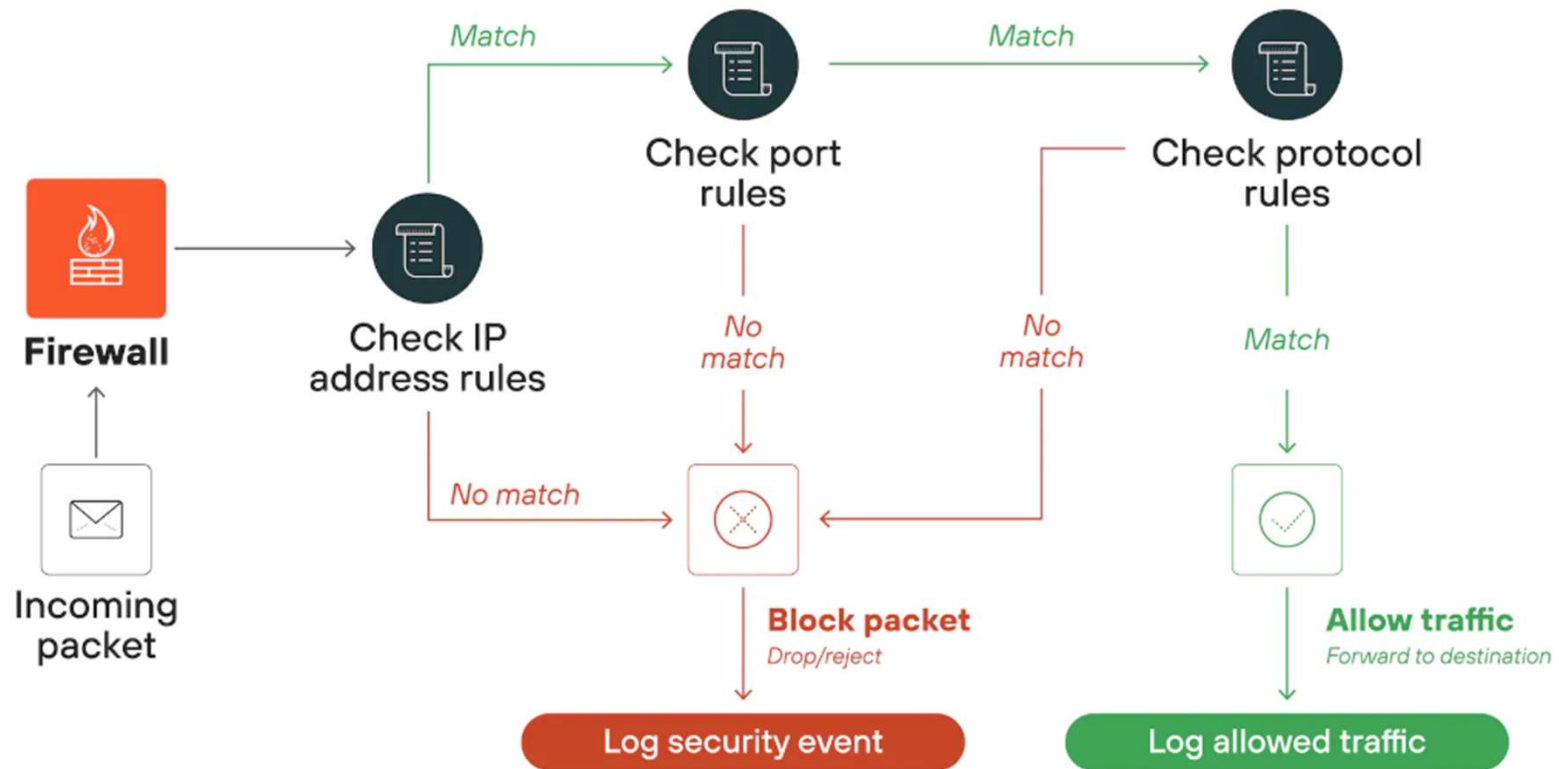 Match
Match
Check port
rules
Check protocol
rules
Firewall
Check IP
address rules
No
match
No
match
Match
No match
Incoming
packet
Block packet
Drop/reject
Allow traffic
Forward to destination
Log security event
Log allowed traffic